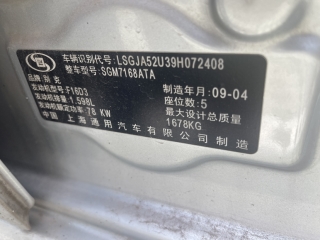 车辆识别代号: LSGJA52U39H072408
整车型号: SGM7168ATA
品牌: 别克
制造年月: 09-04
发动机型号: F16D3
座位数: 5
发动机排量: 1.598L
最大设计总质量
发动机额定功率: 78 KW
1678KG
中国 上海通用汽车有限公司制造